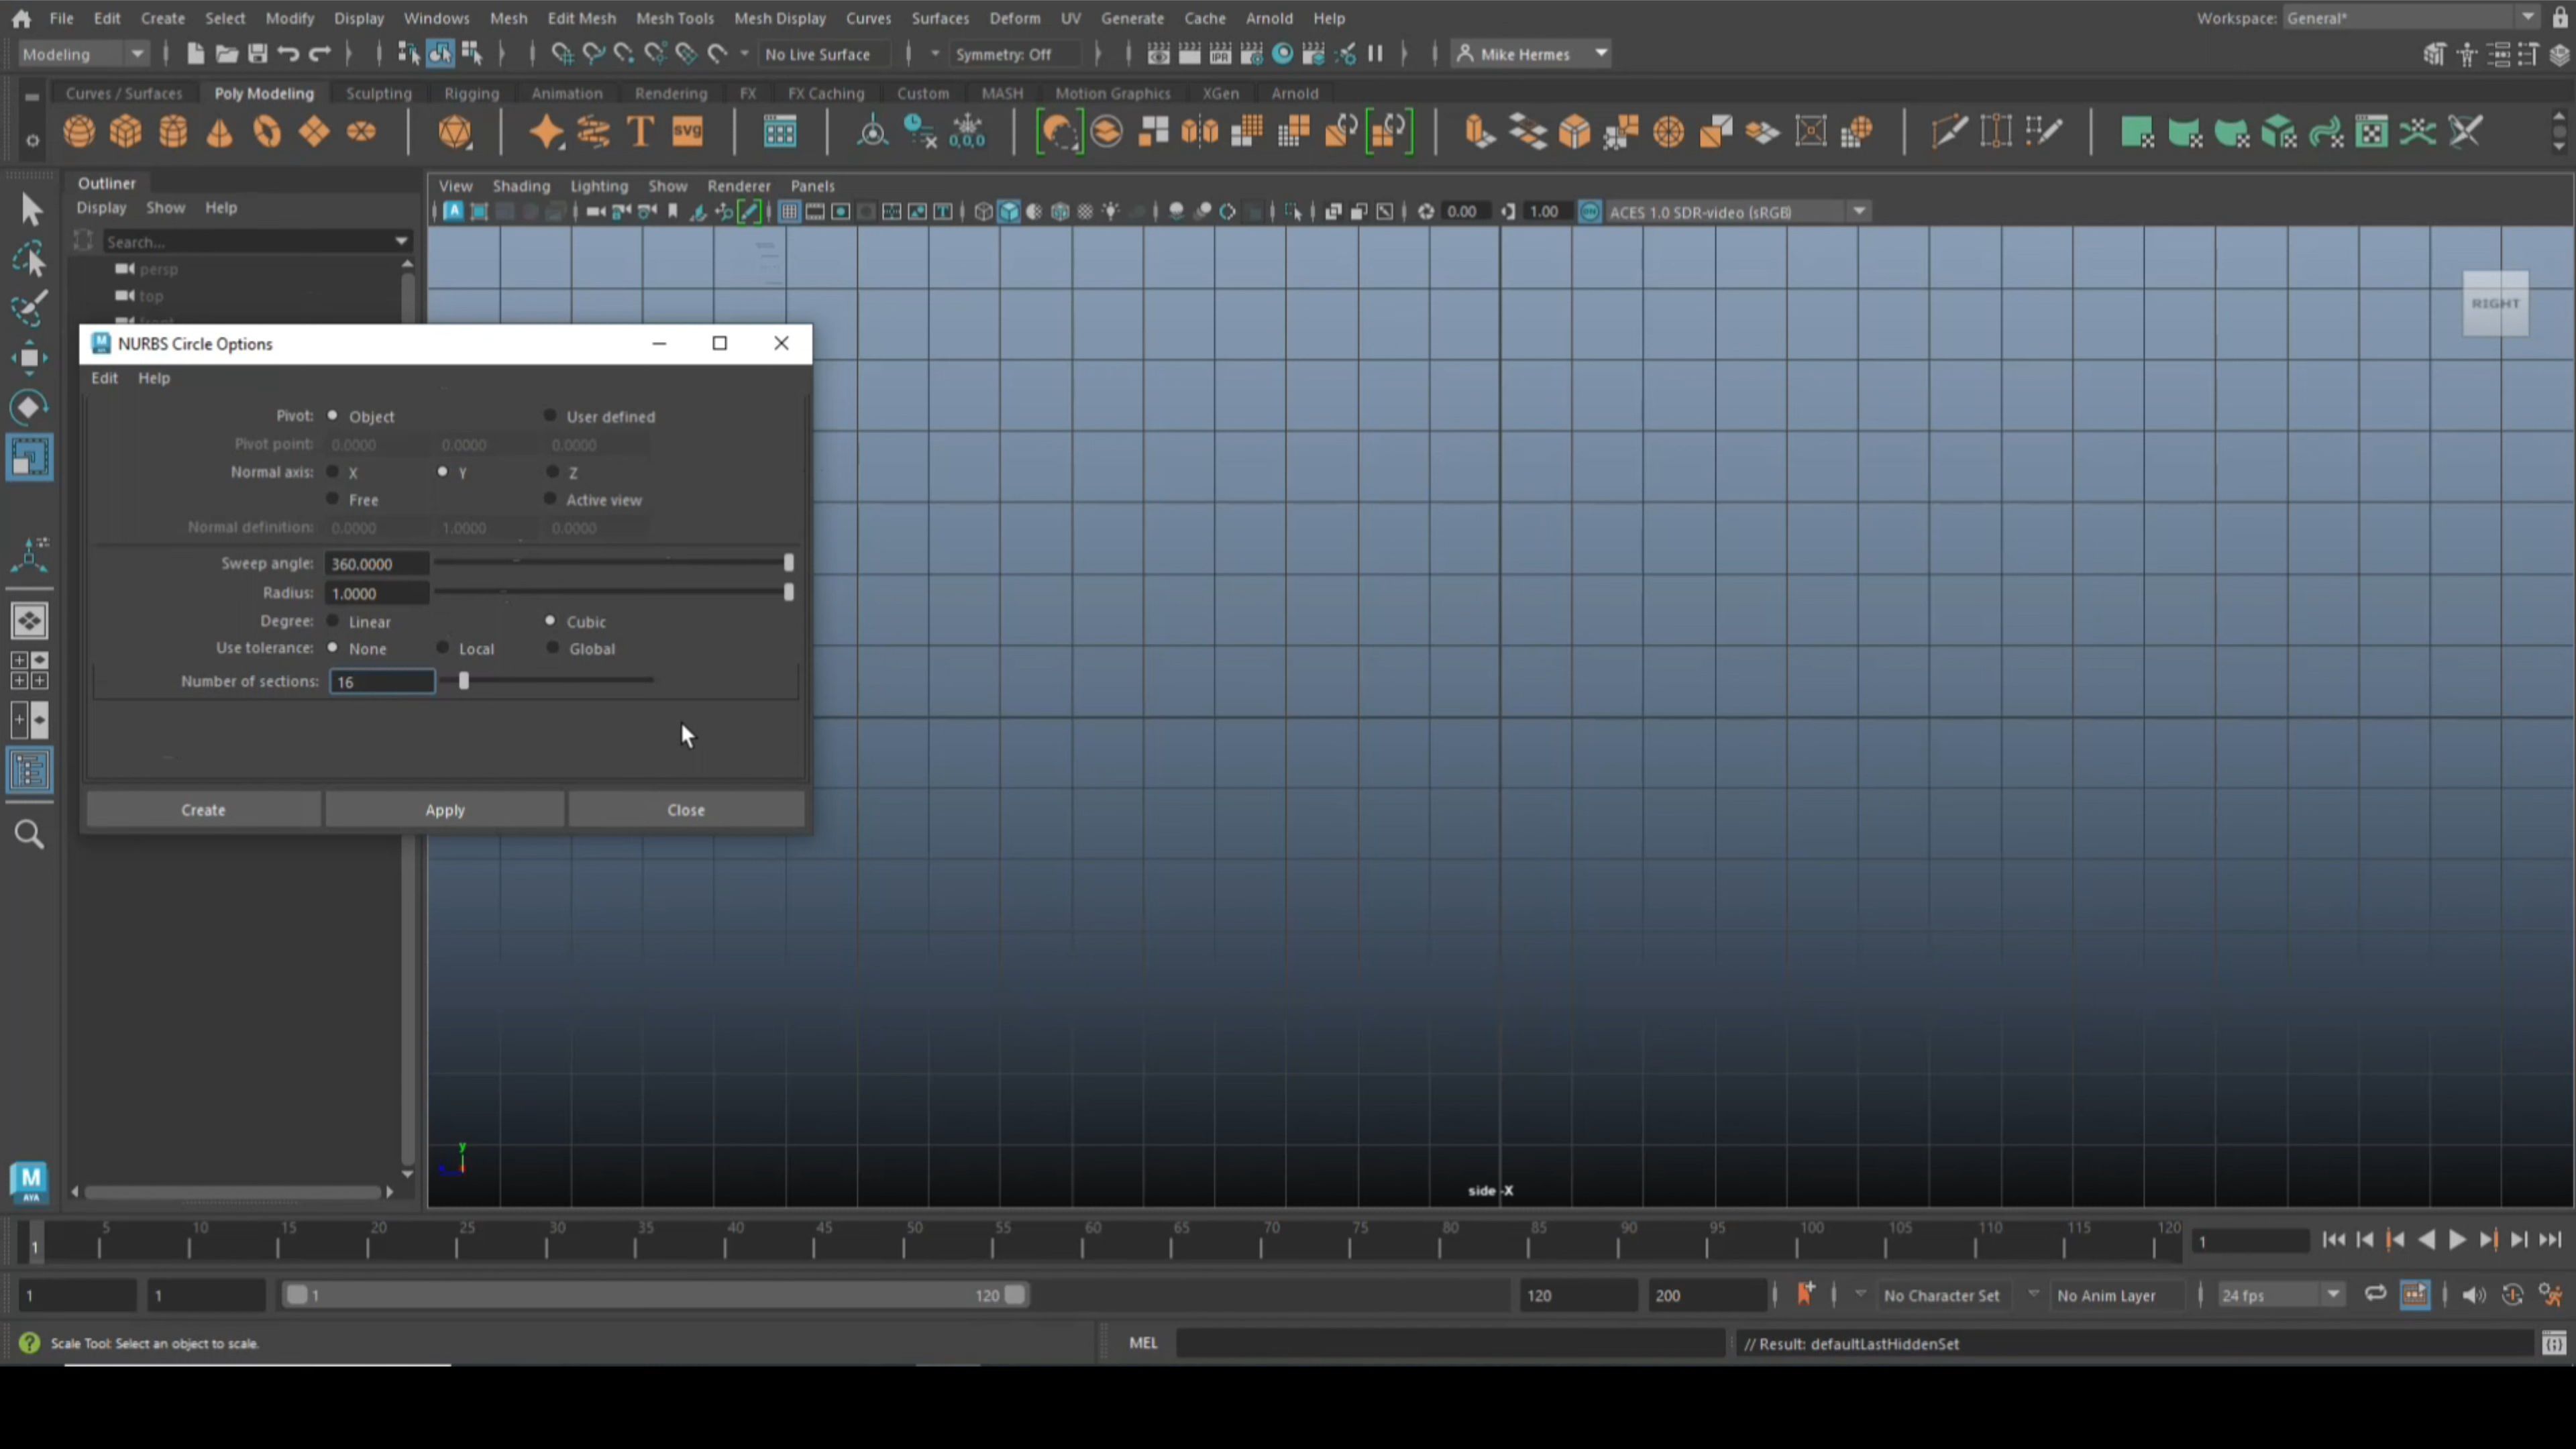 File Edit Create Select Modify Display Windows Mesh Edit Mesh Mesh Tools Mesh Display Curves Surfaces Deform UV Generate Cache Arnold Help Workspace: General*
Modeling No Live Surface Symmetry: Off IPR Mike Hermes
Curves / Surfaces Poly Modeling Sculpting Rigging Animation Rendering FX FX Caching Custom MASH Motion Graphics XGen Arnold
T SVG 0,0,0
Outliner
View Shading Lighting Show Renderer Panels
Display Show Help
0.00 1.00 ACES 1.0 SDR-video (sRGB)
Search...
persp
top
front
RIGHT
NURBS Circle Options
Edit Help
Pivot: Object User defined
Pivot point: 0.0000 0.0000 0.0000
Normal axis: X Y Z
Free Active view
Normal definition: 0.0000 1.0000 0.0000
Sweep angle: 360.0000
Radius: 1.0000
Degree: Linear Cubic
Use tolerance: None Local Global
Number of sections: 16
Create Apply Close
y
side -X
M
AYA
1 5 10 15 20 25 30 35 40 45 50 55 60 65 70 75 80 85 90 95 100 105 110 115 120 1
1 1 1 120 120 200 No Character Set No Anim Layer 24 fps
Scale Tool: Select an object to scale. MEL // Result: defaultLastHiddenSet